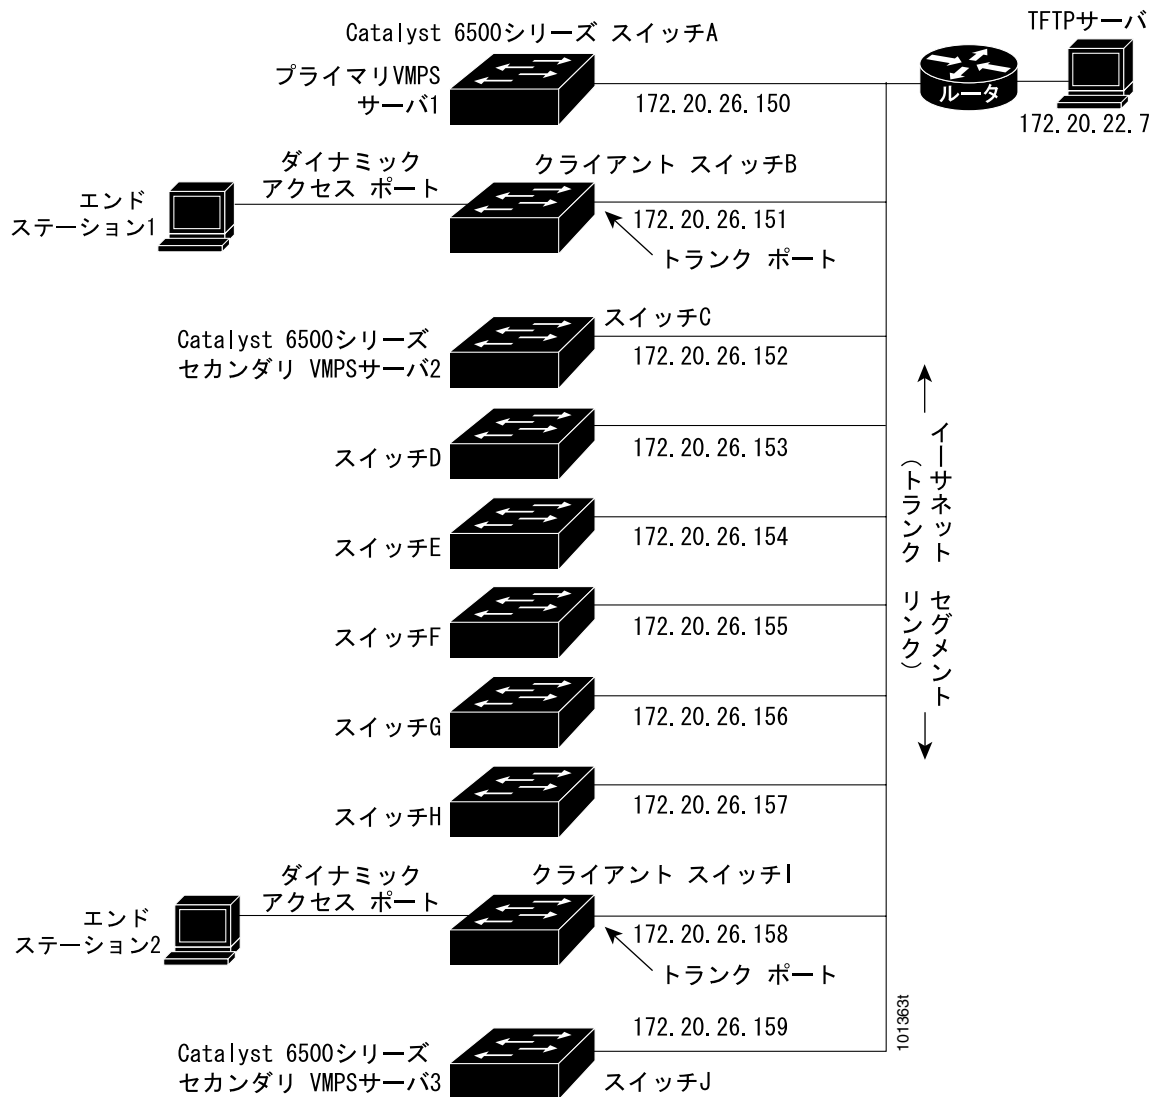 TFTPサーバ
Catalyst 6500シリーズ スイッチA
プライマリVMPS
サーバ1
172.20.26.150
ルータ
172.20.22.7
ダイナミック
アクセス ポート
クライアント スイッチB
エンド
ステーション1
172.20.26.151
トランク ポート
スイッチC
Catalyst 6500シリーズ
セカンダリ VMPSサーバ2
172.20.26.152
スイッチD
172.20.26.153
スイッチE
172.20.26.154
スイッチF
172.20.26.155
スイッチG
172.20.26.156
スイッチH
172.20.26.157
イーサネット セグメント
(トランク リンク)
ダイナミック
アクセス ポート
クライアント スイッチI
エンド
ステーション2
172.20.26.158
トランク ポート
172.20.26.159
Catalyst 6500シリーズ
セカンダリ VMPSサーバ3
スイッチJ
101363t